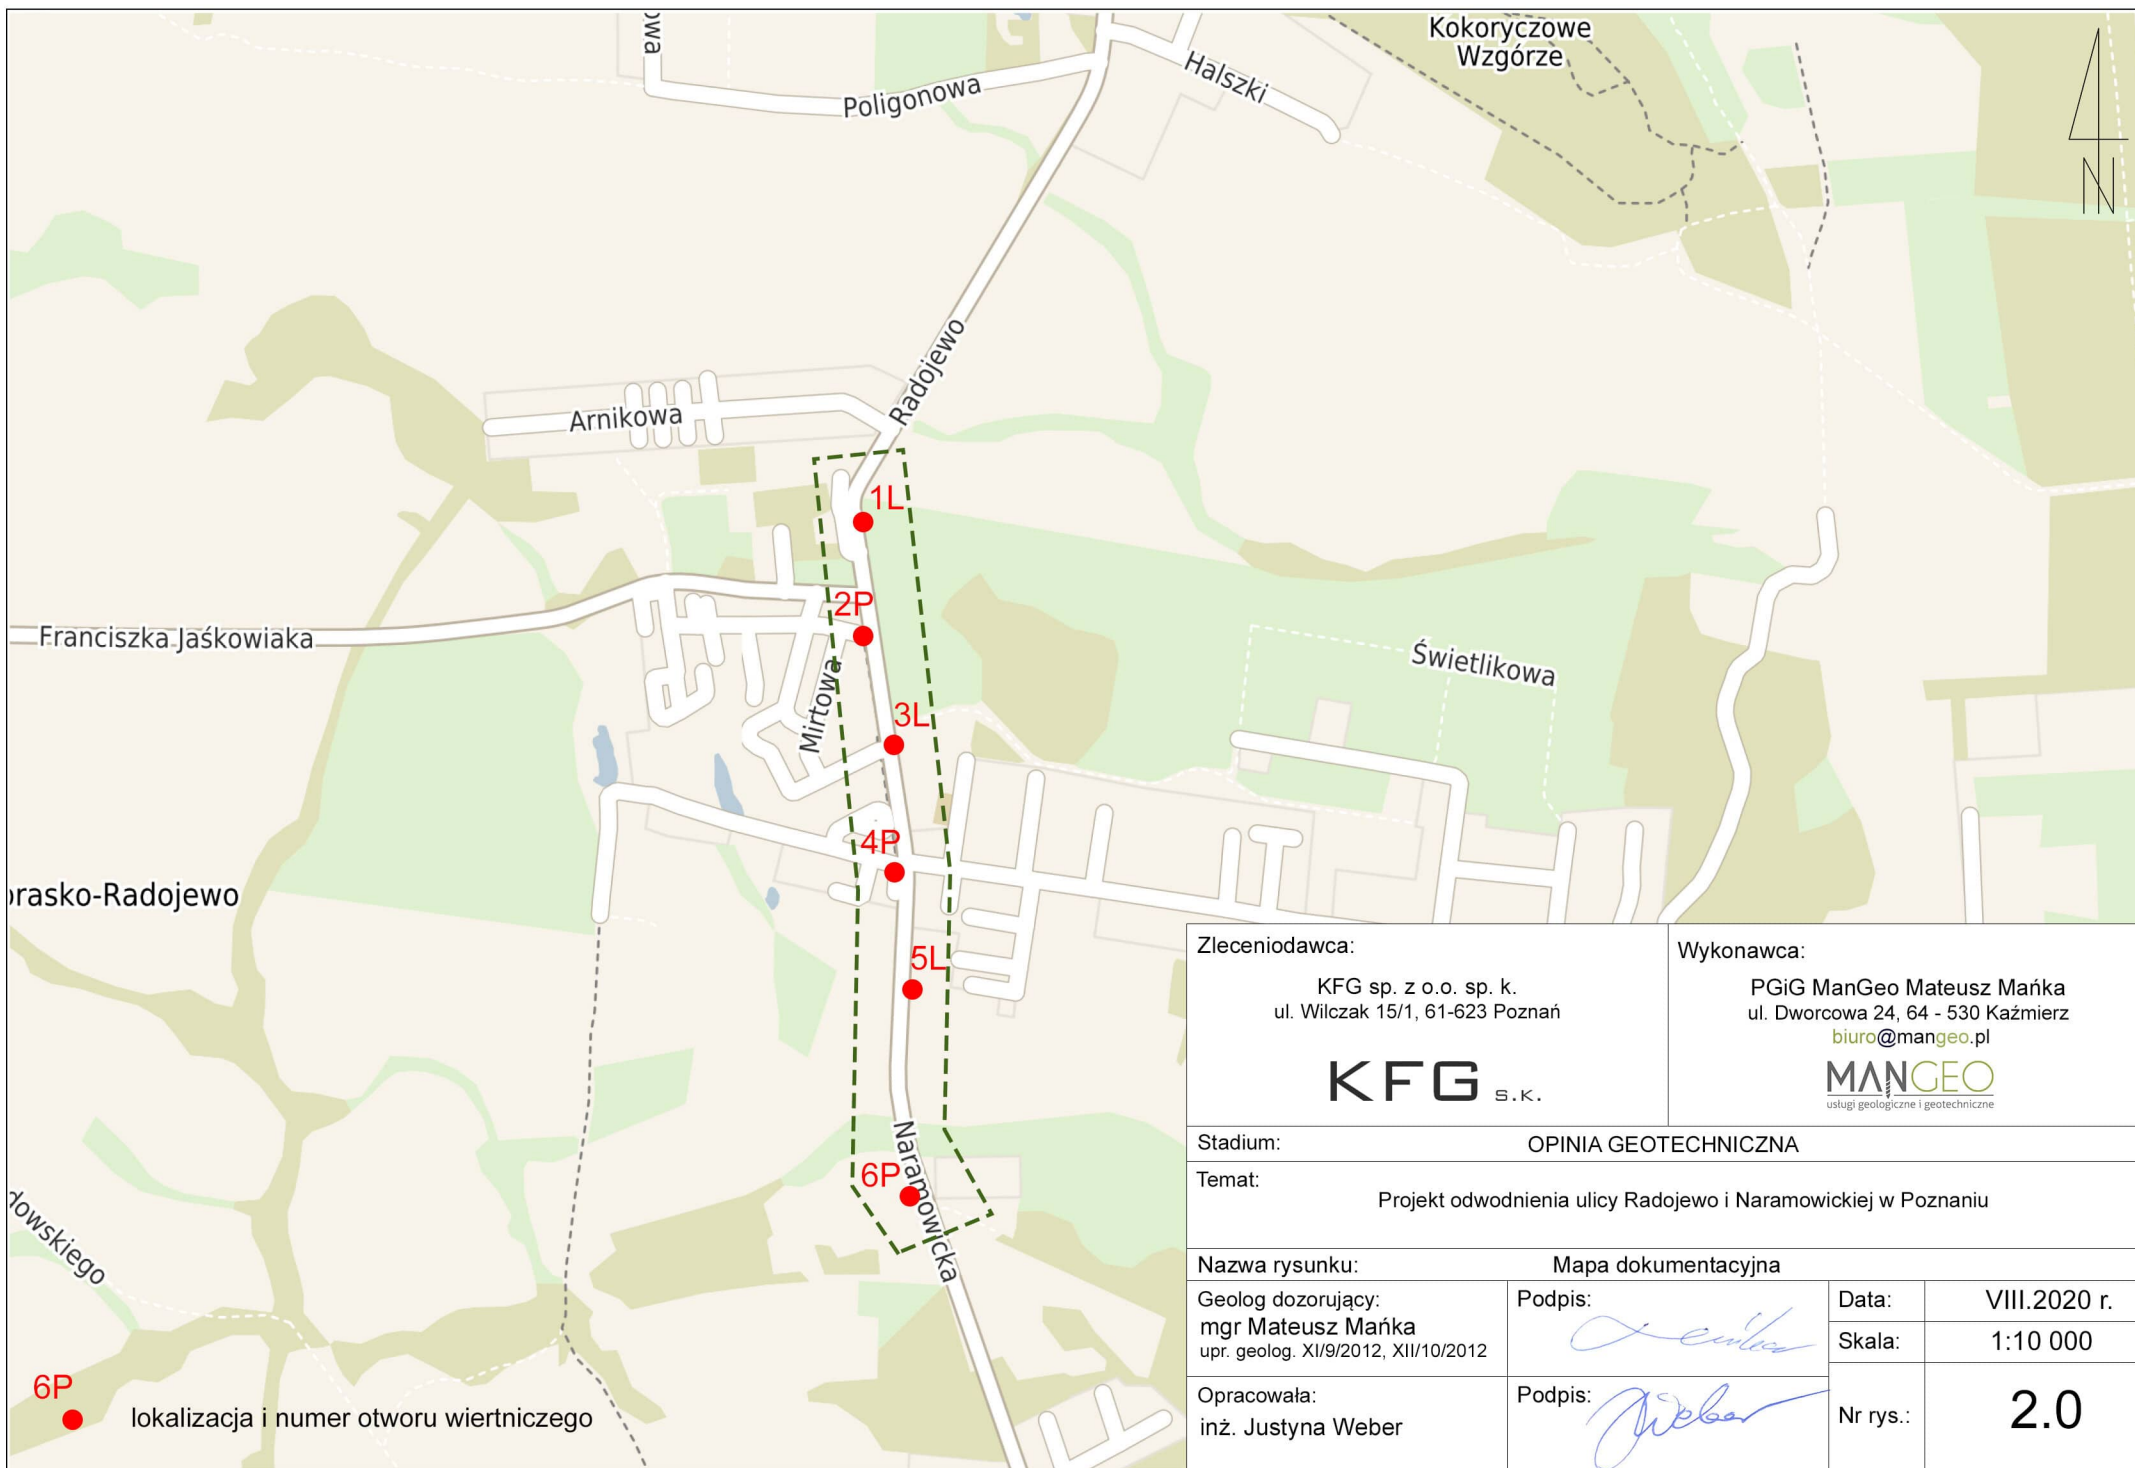 owa
Kokoryczowe
Wzgórze
Halszki
Poligonowa
N
Radojewo
Arnikowa
1L
2P
Franciszka Jaśkowiaka
Mirtowa
Świetlikowa
3L
4P
orasko-Radojewo
5L
6P
Naramowicka
dowskiego
6P
lokalizacja i numer otworu wiertniczego
Zleceniodawca:
KFG sp. z o.o. sp. k.
ul. Wilczak 15/1, 61-623 Poznań
KFG S.K.
Wykonawca:
PGiG ManGeo Mateusz Mańka
ul. Dworcowa 24, 64 - 530 Kaźmierz
biuro@mangeo.pl
MANGEO
usługi geologiczne i geotechniczne
Stadium: OPINIA GEOTECHNICZNA
Temat:
Projekt odwodnienia ulicy Radojewo i Naramowickiej w Poznaniu
Nazwa rysunku: Mapa dokumentacyjna
Geolog dozorujący:
mgr Mateusz Mańka
upr. geolog. XI/9/2012, XII/10/2012
Podpis:
Data: VIII.2020 r.
Skala: 1:10 000
Opracowała:
inż. Justyna Weber
Podpis:
Weber
Nr rys.: 2.0